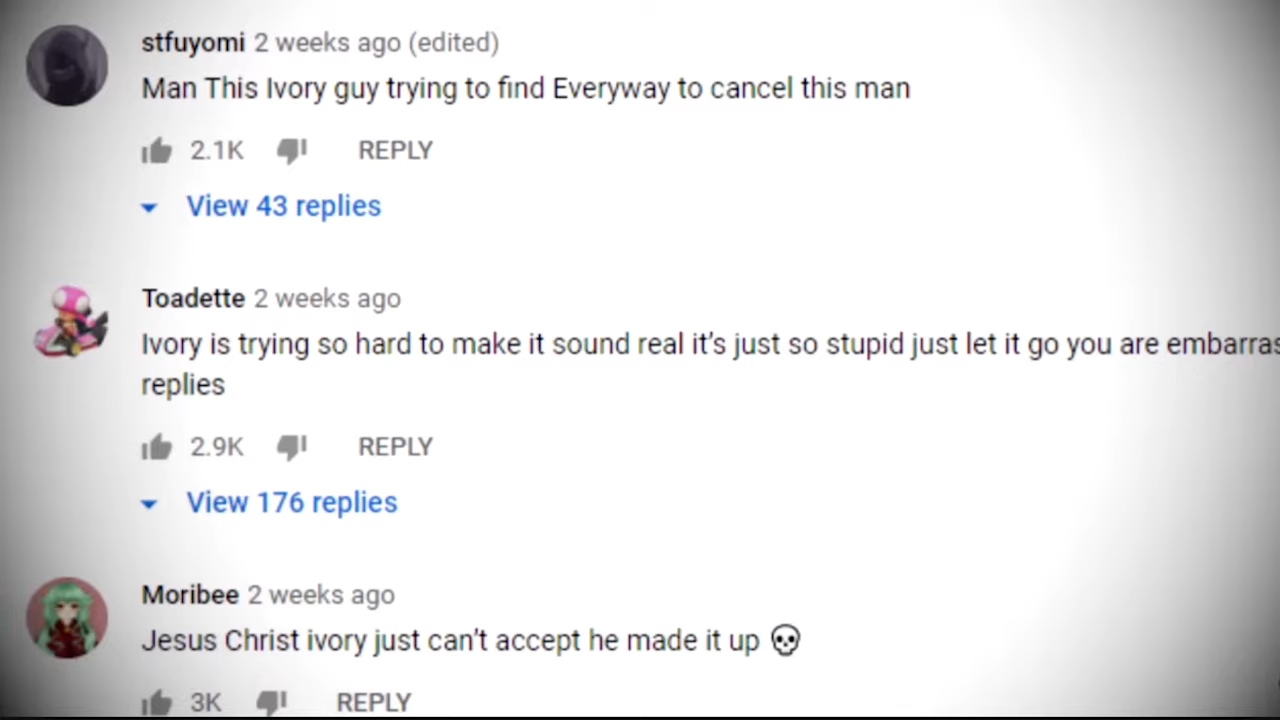 stfuyomi 2 weeks ago (edited)
Man This Ivory guy trying to find Everyway to cancel this man
2.1K REPLY
View 43 replies
Toadette 2 weeks ago
Ivory is trying so hard to make it sound real it's just so stupid just let it go you are embarras
replies
2.9K REPLY
View 176 replies
Moribee 2 weeks ago
Jesus Christ ivory just can't accept he made it up 💀
3K REPLY